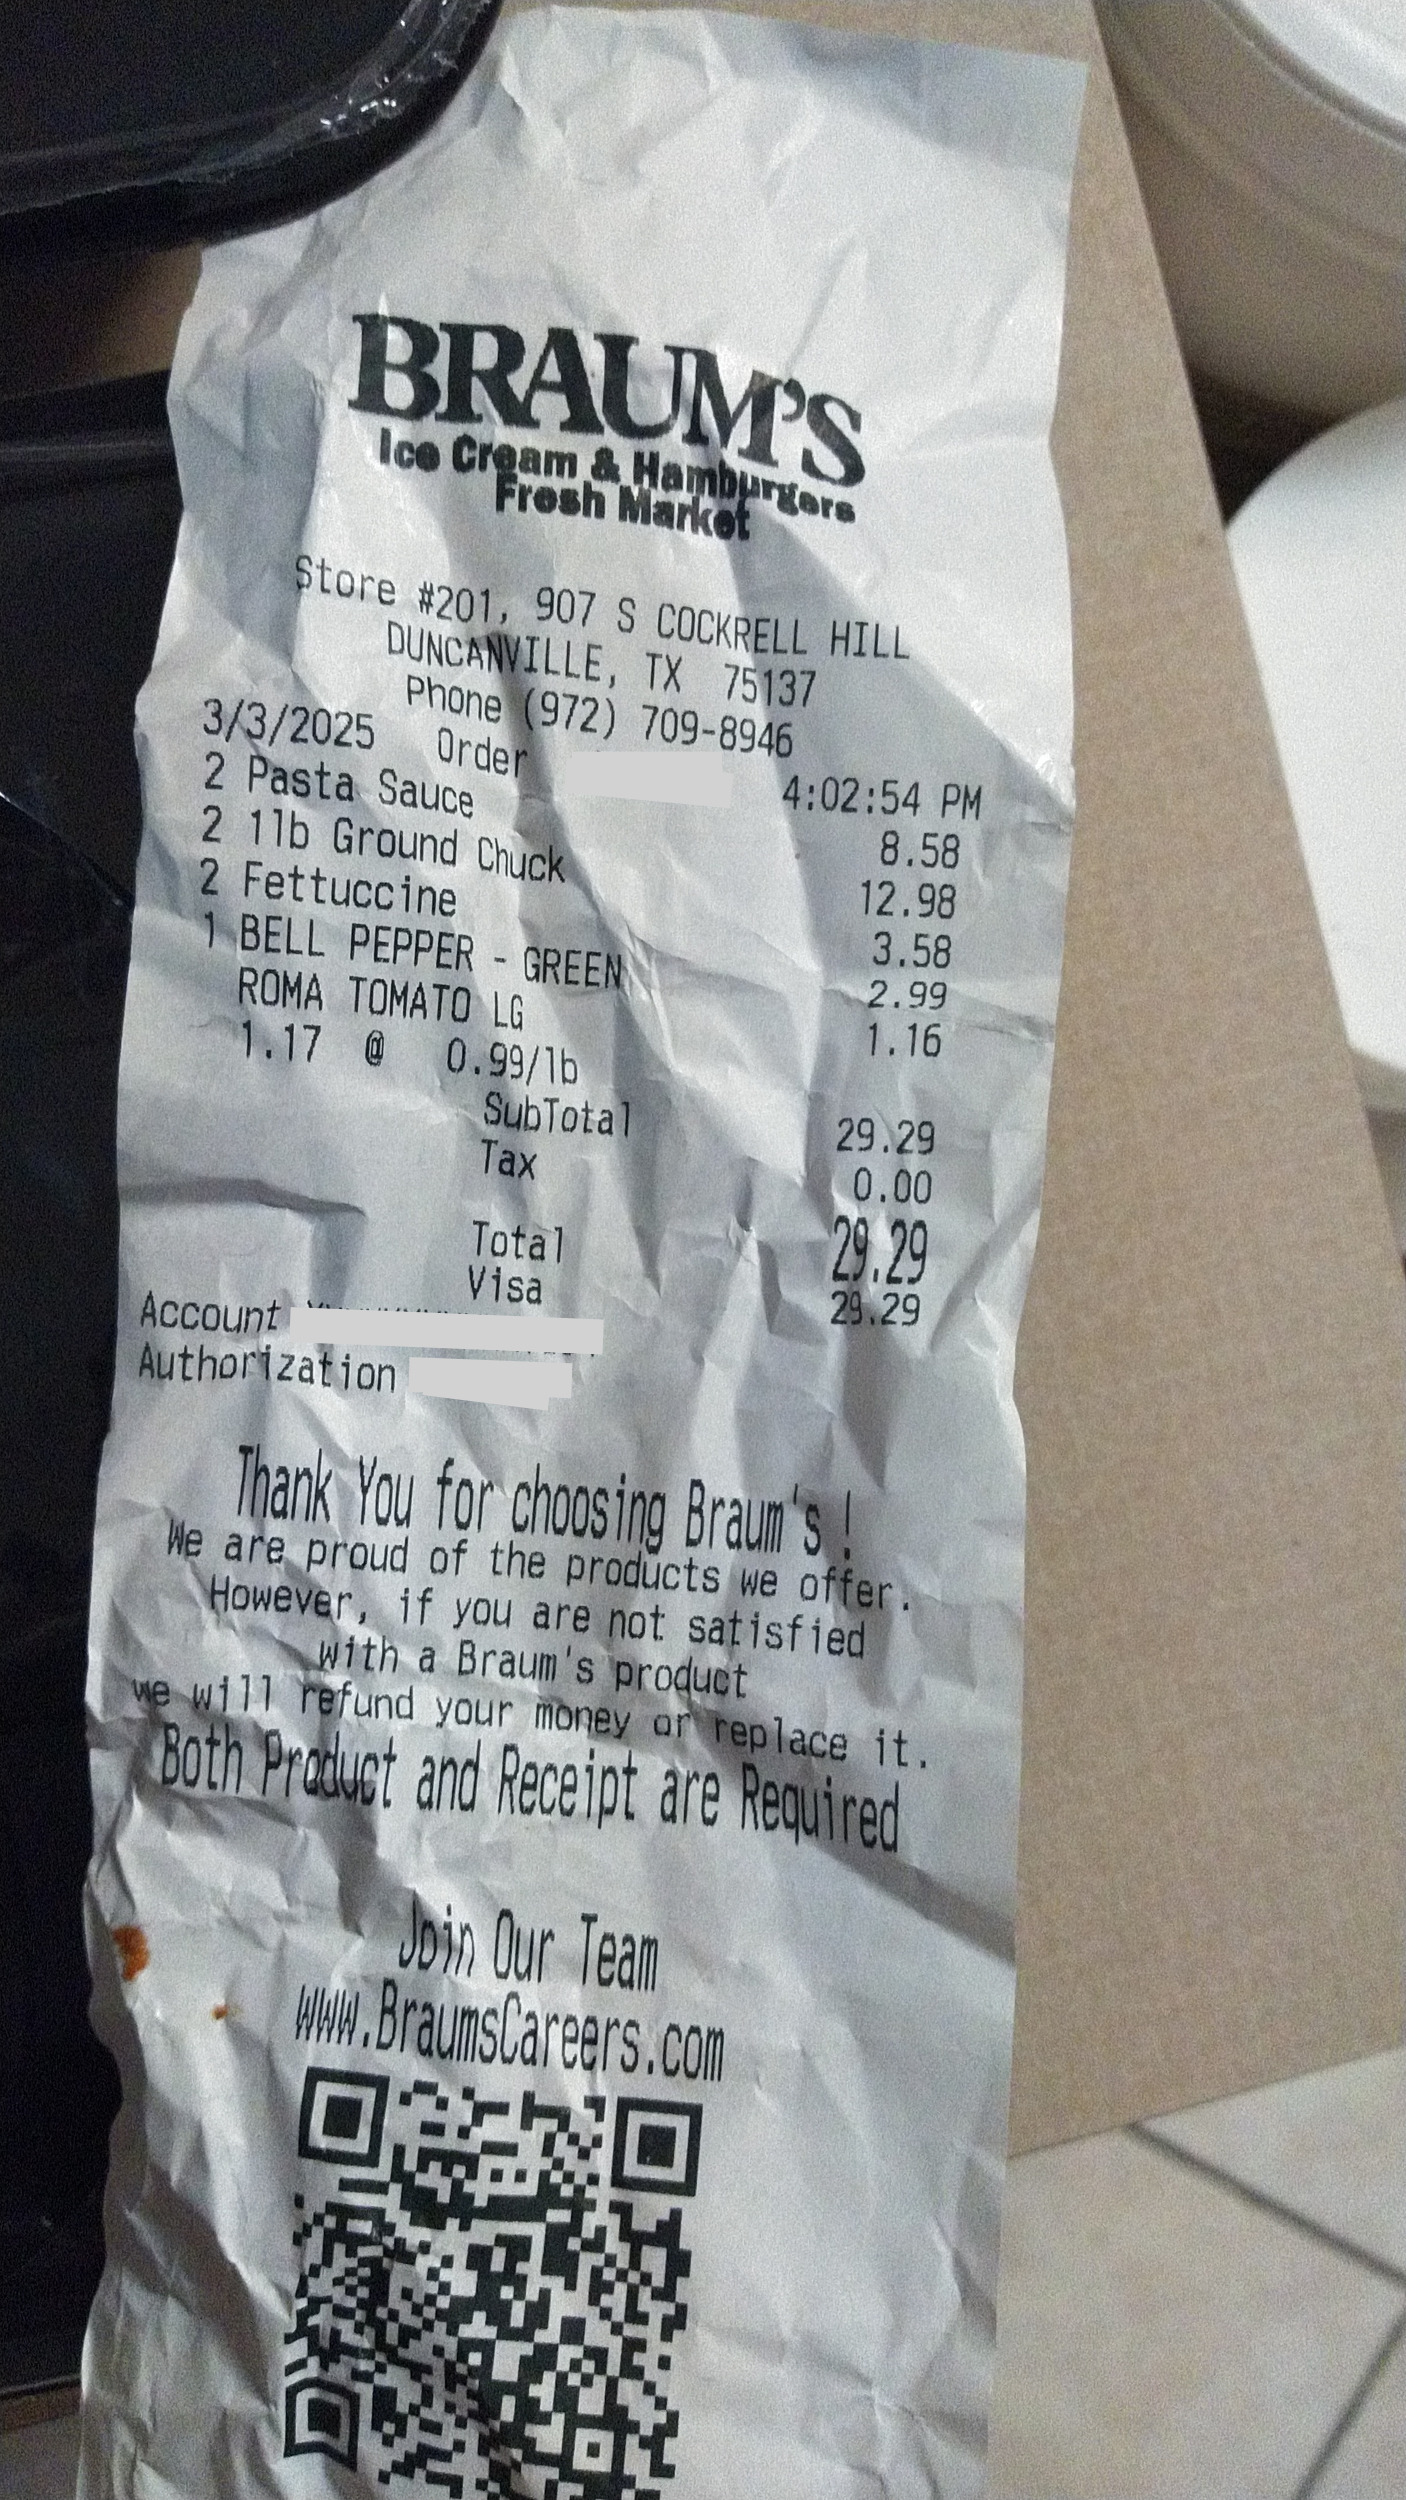 BRAUM'S
Ice Cream & Hamburgers
Fresh Market
Store #201, 907 S COCKRELL HILL
DUNCANVILLE, TX 75137
Phone (972) 709-8946
3/3/2025 Order 4:02:54 PM
2 Pasta Sauce 8.58
2 1lb Ground Chuck 12.98
2 Fettuccine 3.58
1 BELL PEPPER - GREEN 2.99
ROMA TOMATO LG 1.16
1.17 @ 0.99/lb
SubTotal 29.29
Tax 0.00
Total 29.29
Visa 29.29
Account
Authorization
Thank You for choosing Braum's !
We are proud of the products we offer.
However, if you are not satisfied
with a Braum's product
we will refund your money or replace it.
Both Product and Receipt are Required
Join Our Team
www.BraumsCareers.com